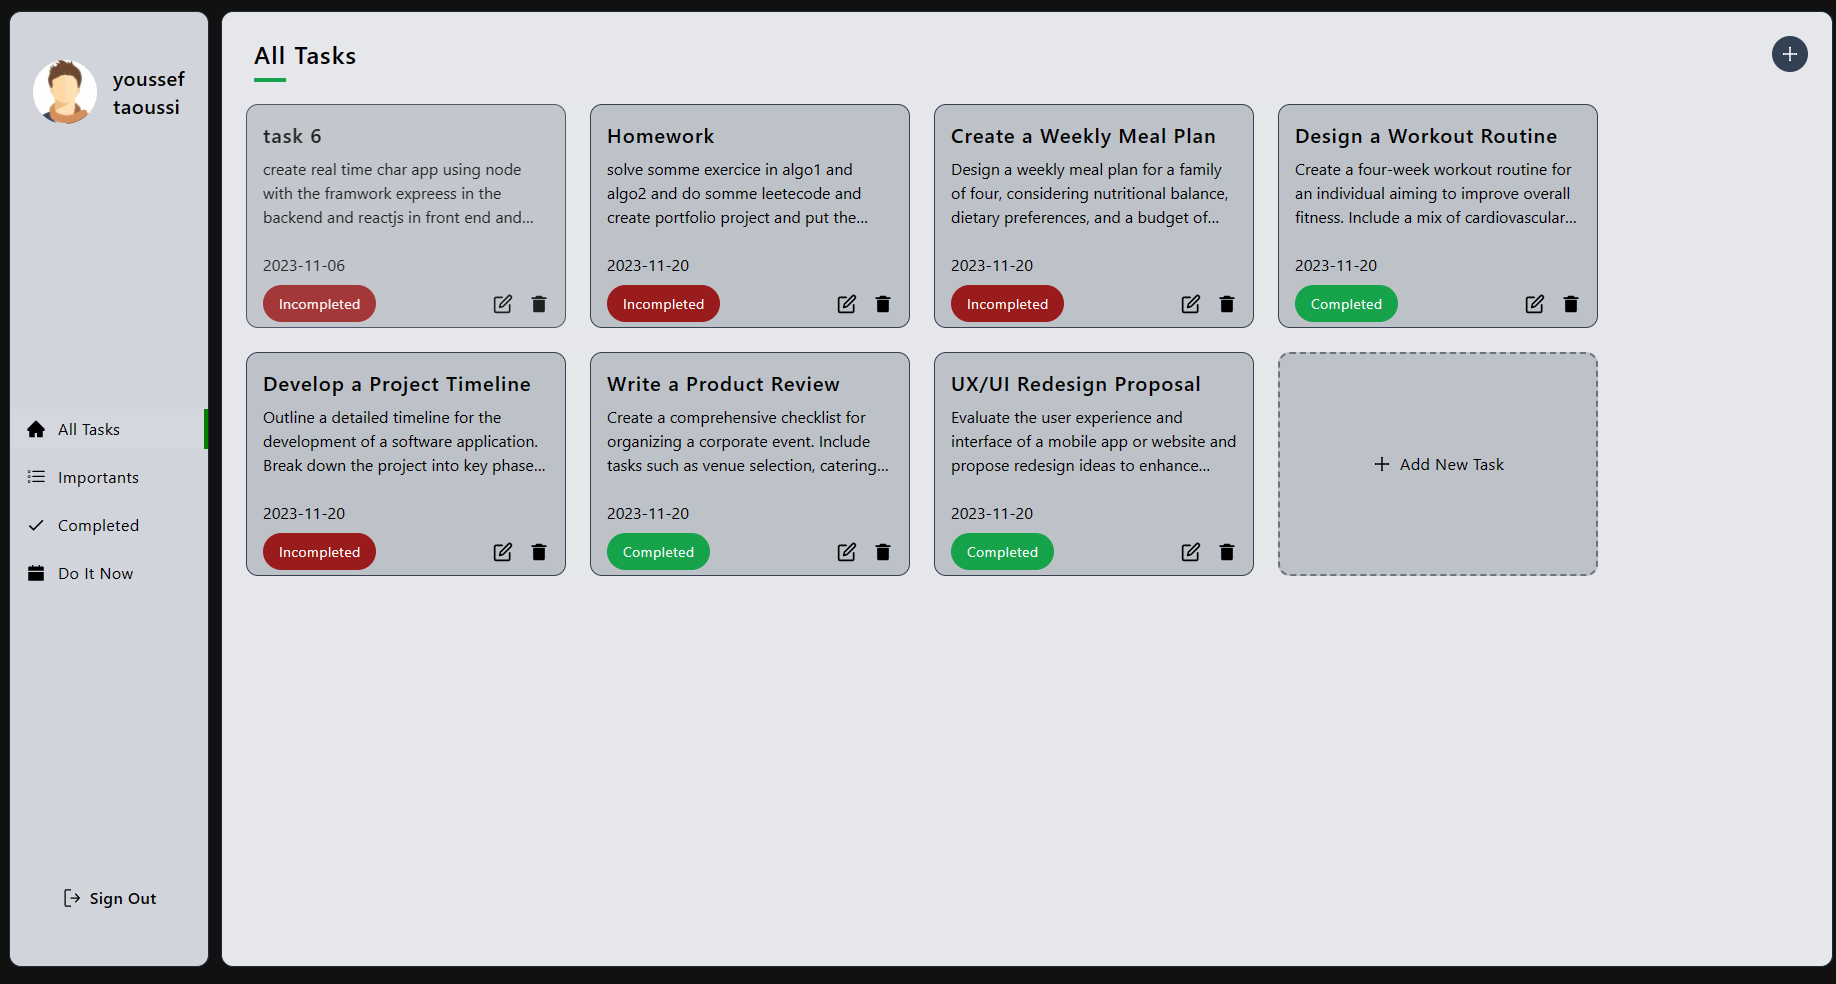 youssef
taoussi
All Tasks
Importants
Completed
Do It Now
Sign Out
All Tasks
task 6
create real time char app using node
with the framwork expreess in the
backend and reactjs in front end and...
2023-11-06
Incompleted
Homework
solve somme exercice in algo1 and
algo2 and do somme leetecode and
create portfolio project and put the...
2023-11-20
Incompleted
Create a Weekly Meal Plan
Design a weekly meal plan for a family
of four, considering nutritional balance,
dietary preferences, and a budget of...
2023-11-20
Incompleted
Design a Workout Routine
Create a four-week workout routine for
an individual aiming to improve overall
fitness. Include a mix of cardiovascular...
2023-11-20
Completed
Develop a Project Timeline
Outline a detailed timeline for the
development of a software application.
Break down the project into key phase...
2023-11-20
Incompleted
Write a Product Review
Create a comprehensive checklist for
organizing a corporate event. Include
tasks such as venue selection, catering...
2023-11-20
Completed
UX/UI Redesign Proposal
Evaluate the user experience and
interface of a mobile app or website and
propose redesign ideas to enhance...
2023-11-20
Completed
Add New Task